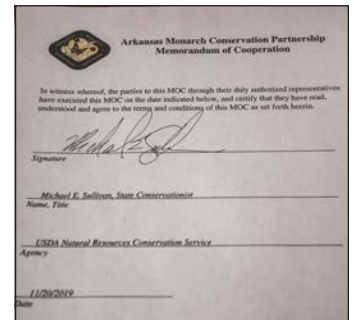 Arkansas Monarch Conservation Partnership
Memorandum of Cooperation
In witness whereof, the parties to this MOC through their duly authorized representatives
have executed this MOC on the date indicated below, and certify that they have read,
understood and agree to the terms and conditions of this MOC as set forth herein.
Signature
Michael E. Sullivan, State Conservationist
Name, Title
USDA Natural Resources Conservation Service
Agency
11/20/2019
Date